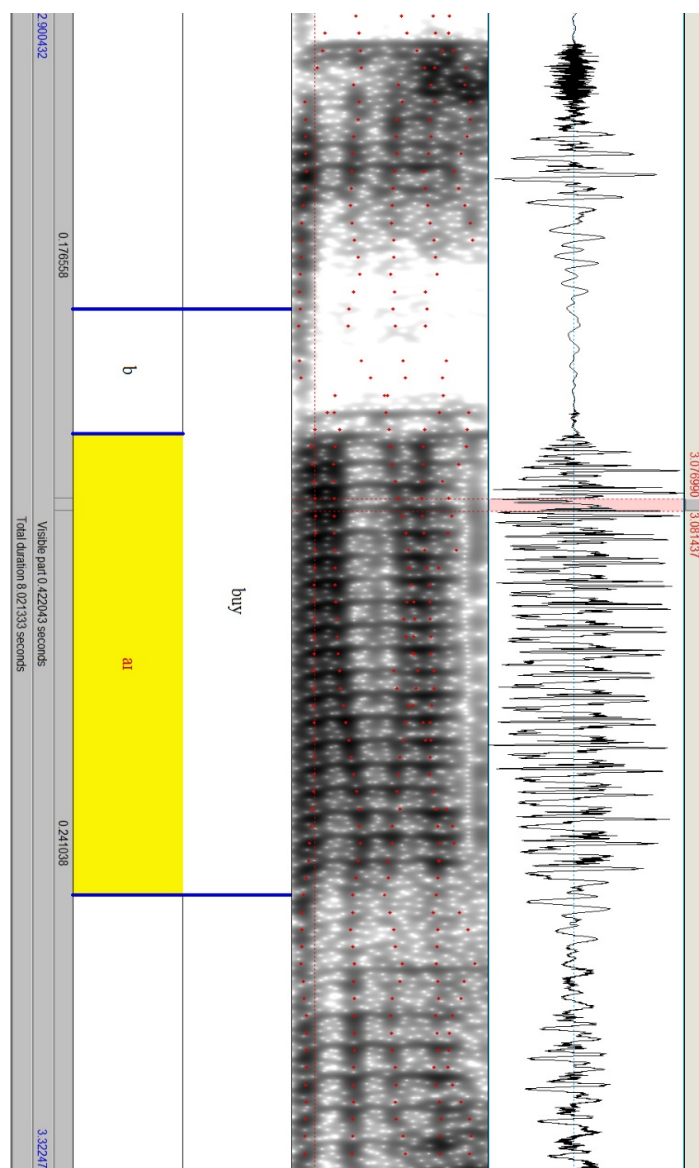 3.076990 3.081437
buy
b aɪ
0.176558 0.241038
2.900432 Visible part 0.422043 seconds 3.32247
Total duration 8.021333 seconds